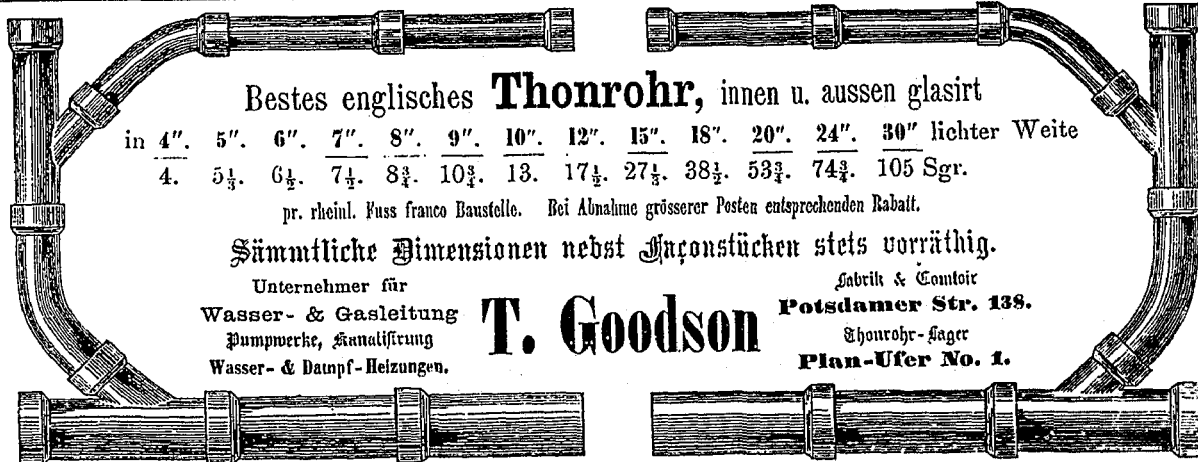 Bestes englisches Thonrohr, innen u. aussen glasirt
in 4". 5". 6". 7". 8". 9". 10". 12". 15". 18". 20". 24". 30" lichter Weite
4. 5⅓. 6½. 7½. 8¾. 10¾. 13. 17½. 27⅓. 38½. 53¾. 74¾. 105 Sgr.
pr. rheinl. Fuss franco Baustelle. Bei Abnahme grösserer Posten entsprechenden Rabatt.
Sämmtliche Dimensionen nebst Façonstücken stets vorräthig.
Unternehmer für
Wasser- & Gasleitung
Pumpwerke, Kanalisirung
Wasser- & Dampf-Heizungen.
T. Goodson
Fabrik & Comtoir
Potsdamer Str. 138.
Thonrohr-Lager
Plan-Ufer No. 1.